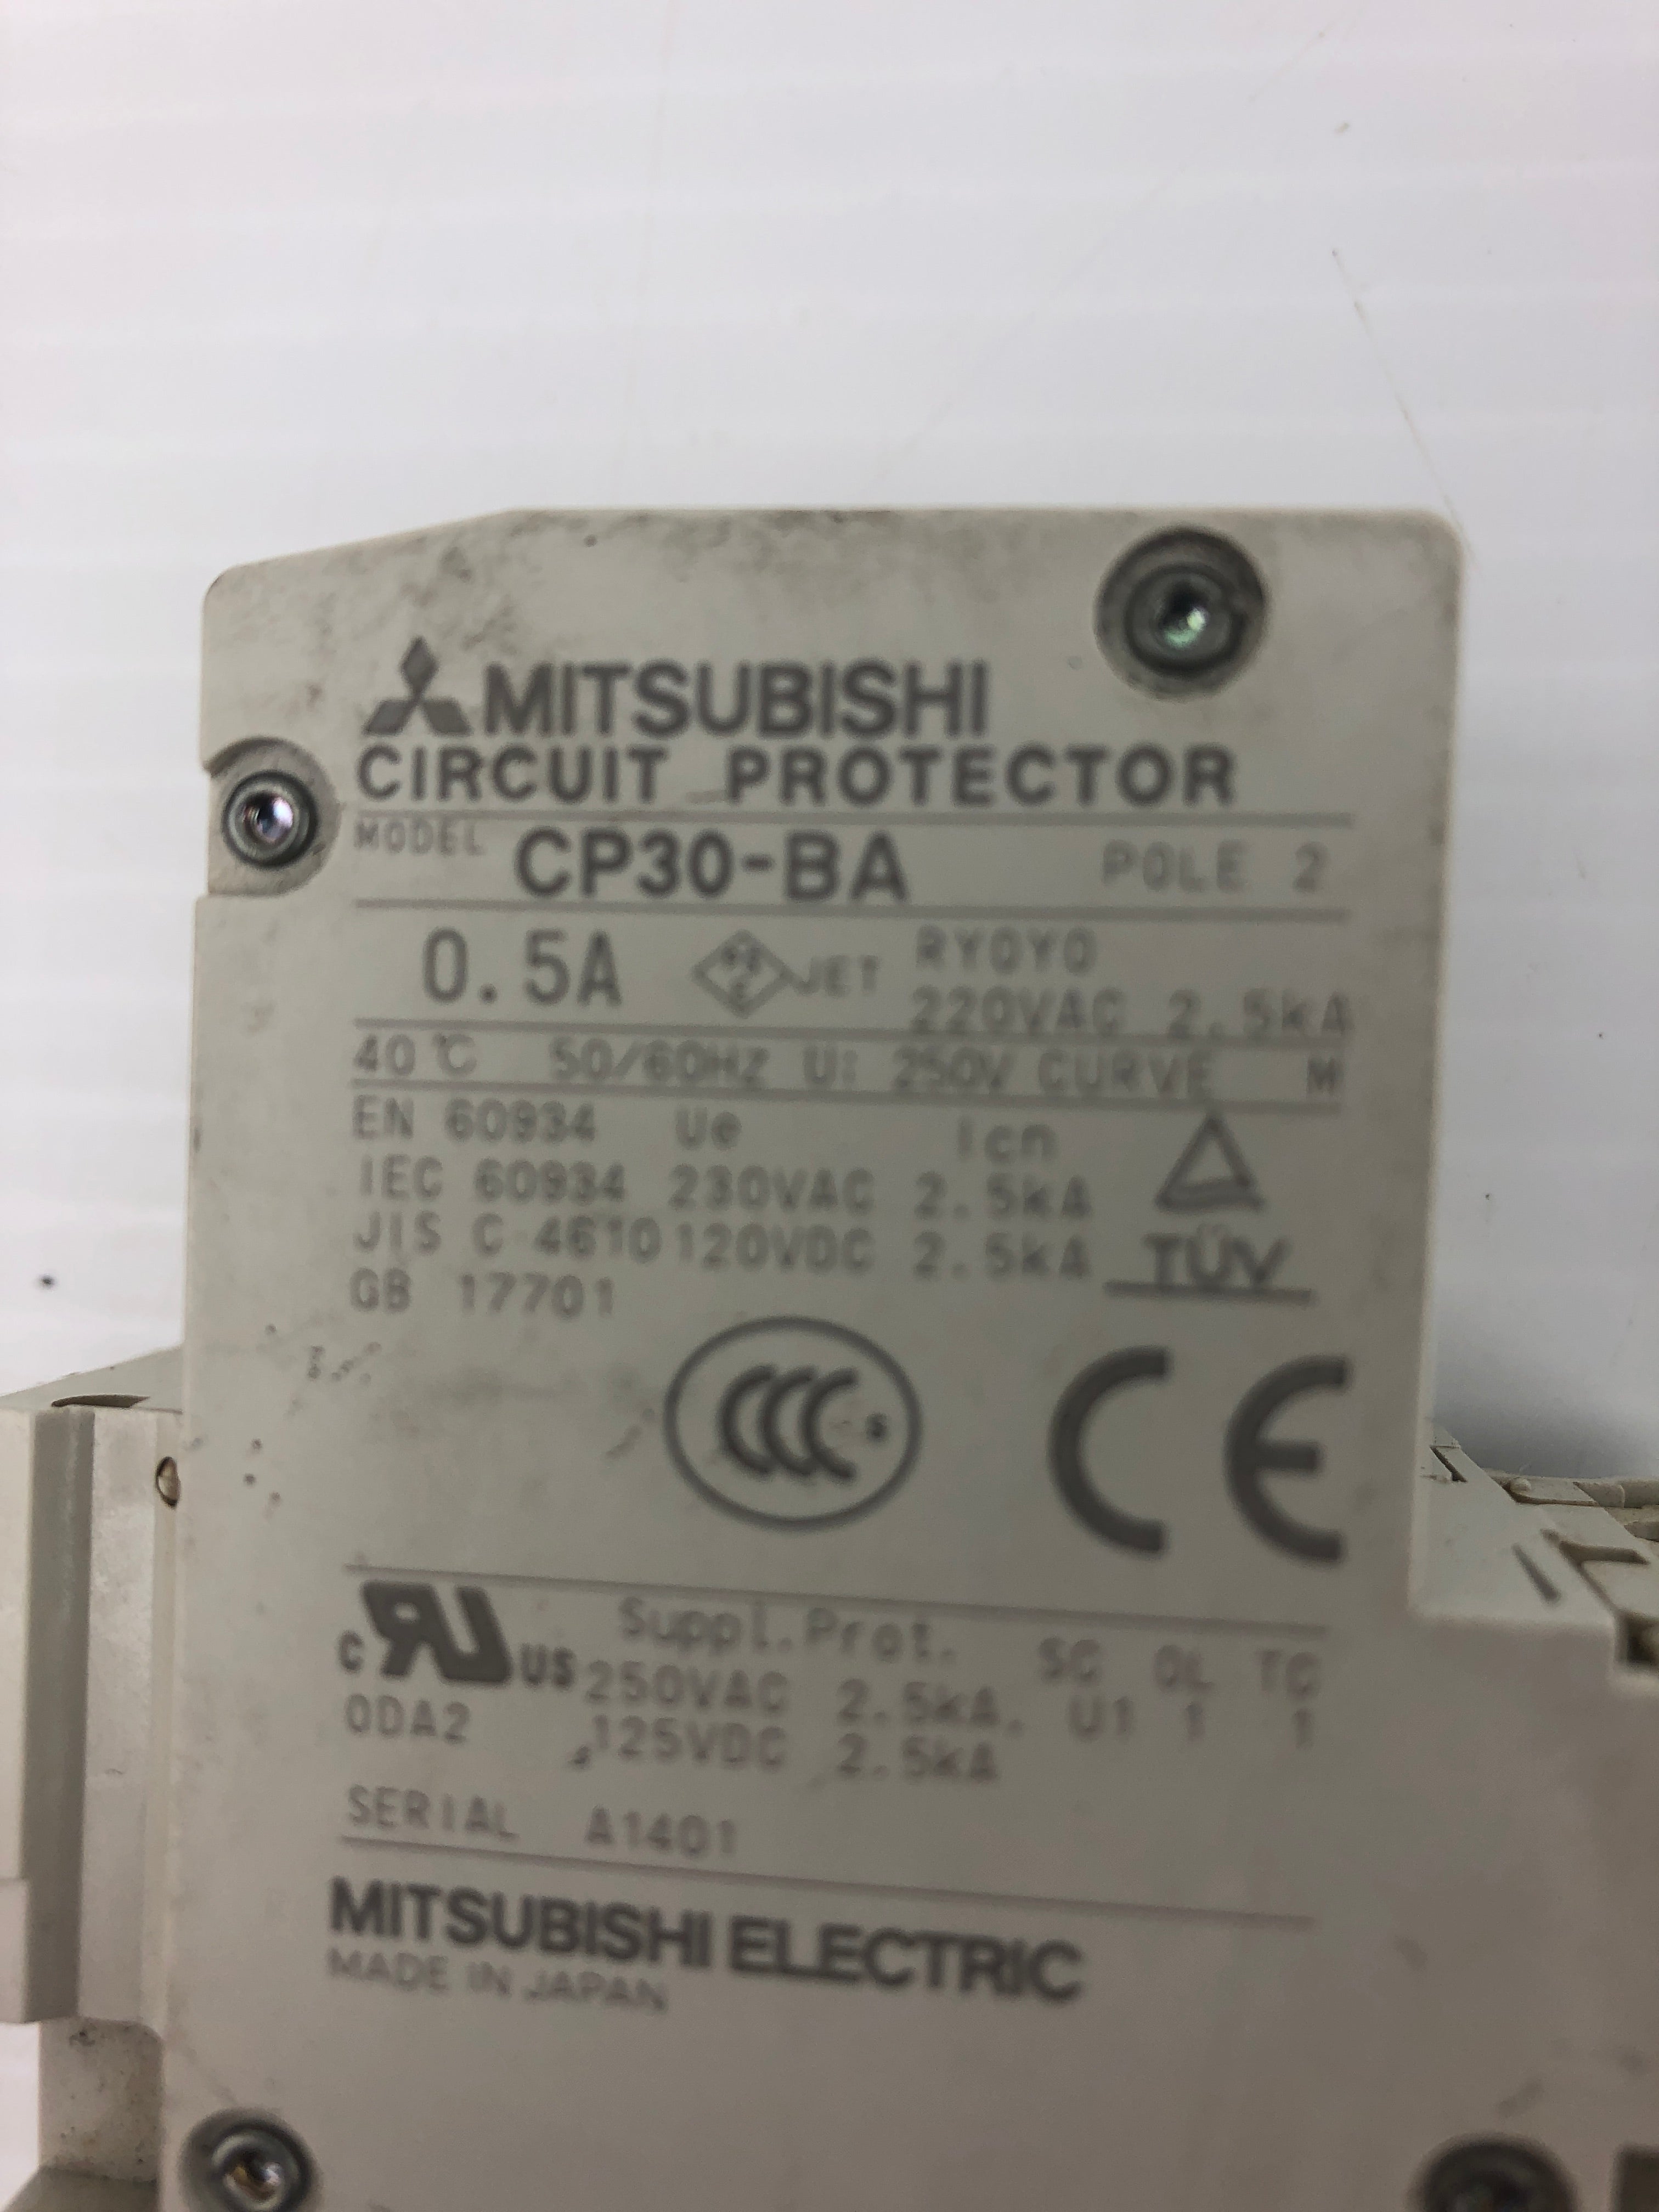 MITSUBISHI
CIRCUIT PROTECTOR
MODEL CP30-BA POLE 2
0.5A JET RYOYO
220VAC 2.5kA
40℃ 50/60HZ Ui 250V CURVE M
EN 60934 Ue Icn
IEC 60934 230VAC 2.5kA
JIS C 4610 120VDC 2.5kA TÜV
GB 17701
CCC S CE
c RU US Suppl.Prot. SC OL TC
250VAC 2.5kA, U1 1 1
ODA2 125VDC 2.5kA
SERIAL A1401
MITSUBISHI ELECTRIC
MADE IN JAPAN